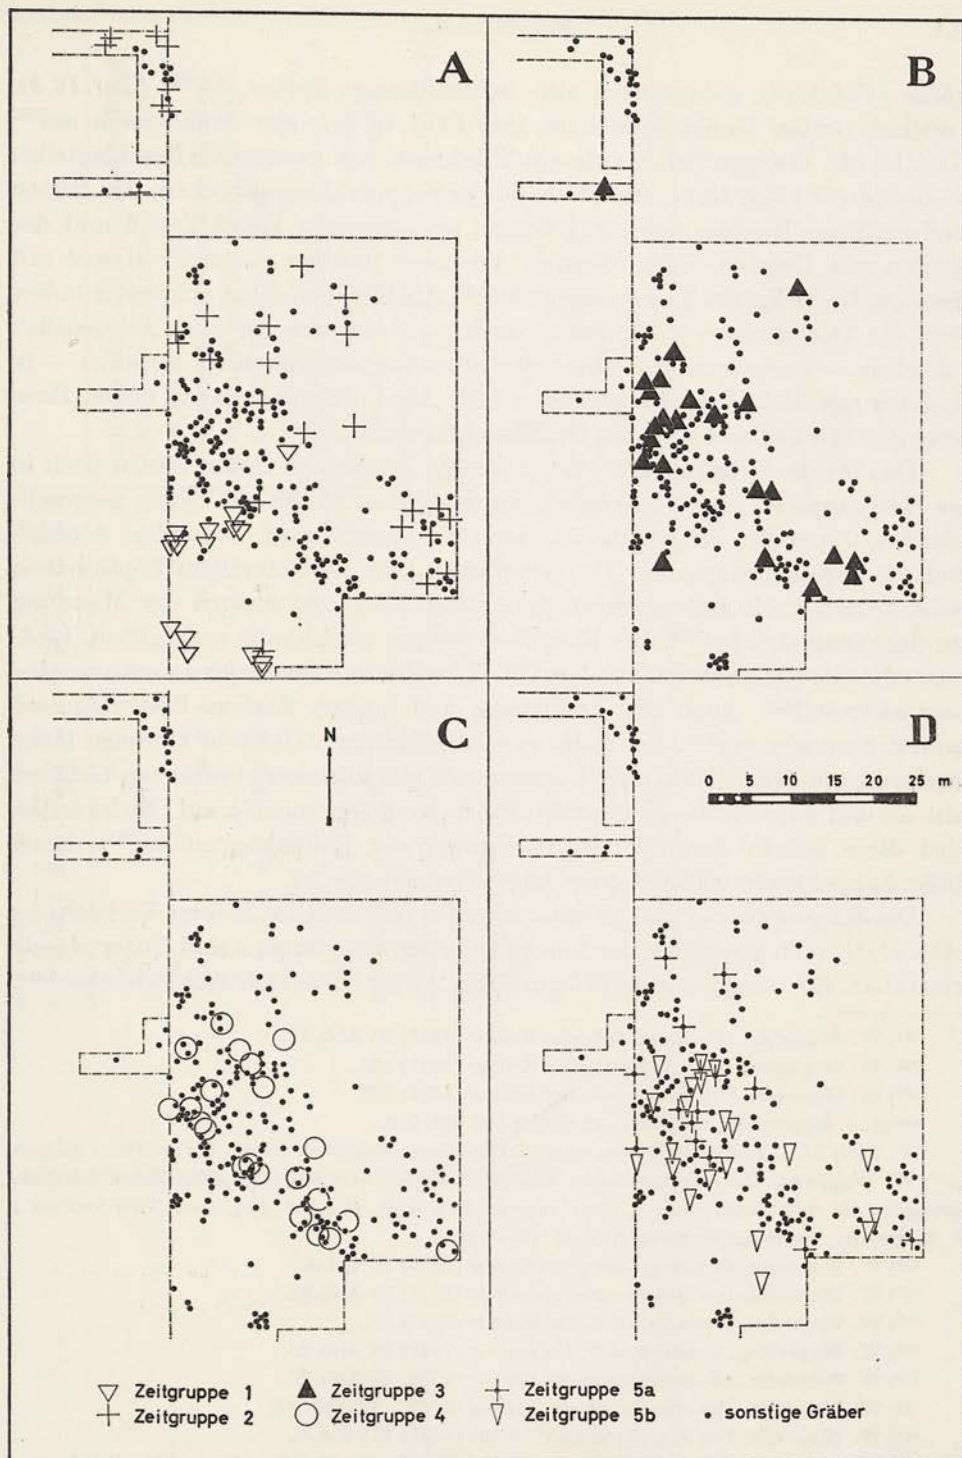 A
B
C
N
D
0 5 10 15 20 25 m
Zeitgruppe 1
Zeitgruppe 3
Zeitgruppe 5a
Zeitgruppe 2
Zeitgruppe 4
Zeitgruppe 5b
sonstige Gräber